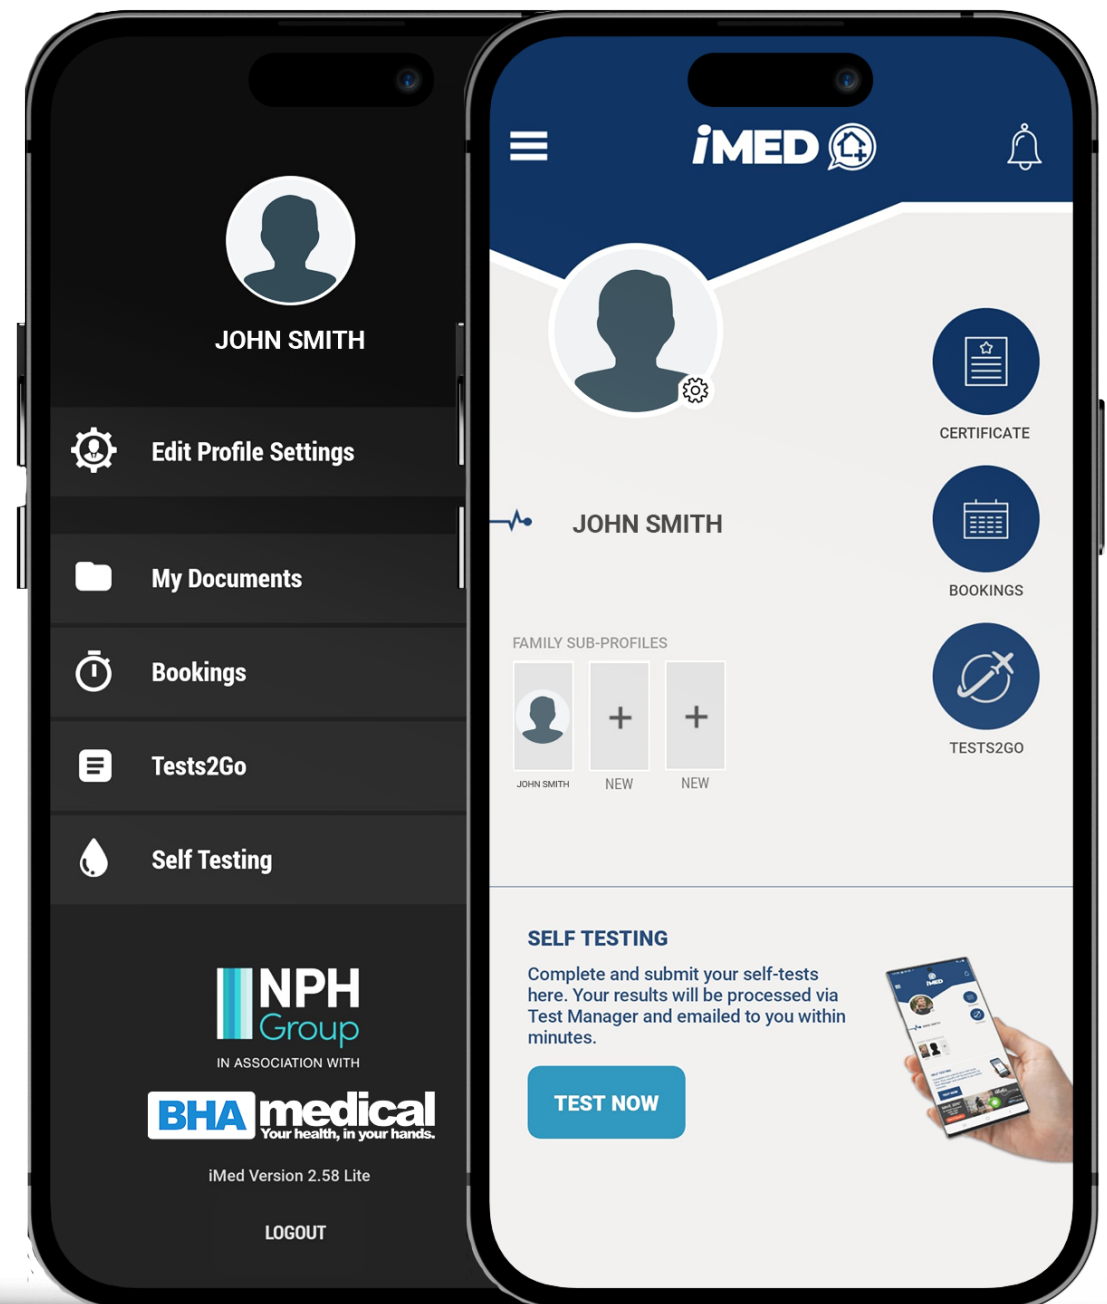 JOHN SMITH
Edit Profile Settings
My Documents
Bookings
Tests2Go
Self Testing
NPH
Group
IN ASSOCIATION WITH
BHA medical
Your health, in your hands.
iMed Version 2.58 Lite
LOGOUT
iMED
CERTIFICATE
JOHN SMITH
BOOKINGS
FAMILY SUB-PROFILES
JOHN SMITH
NEW
NEW
TESTS2GO
SELF TESTING
Complete and submit your self-tests
here. Your results will be processed via
Test Manager and emailed to you within
minutes.
TEST NOW
iMED
TEST NOW